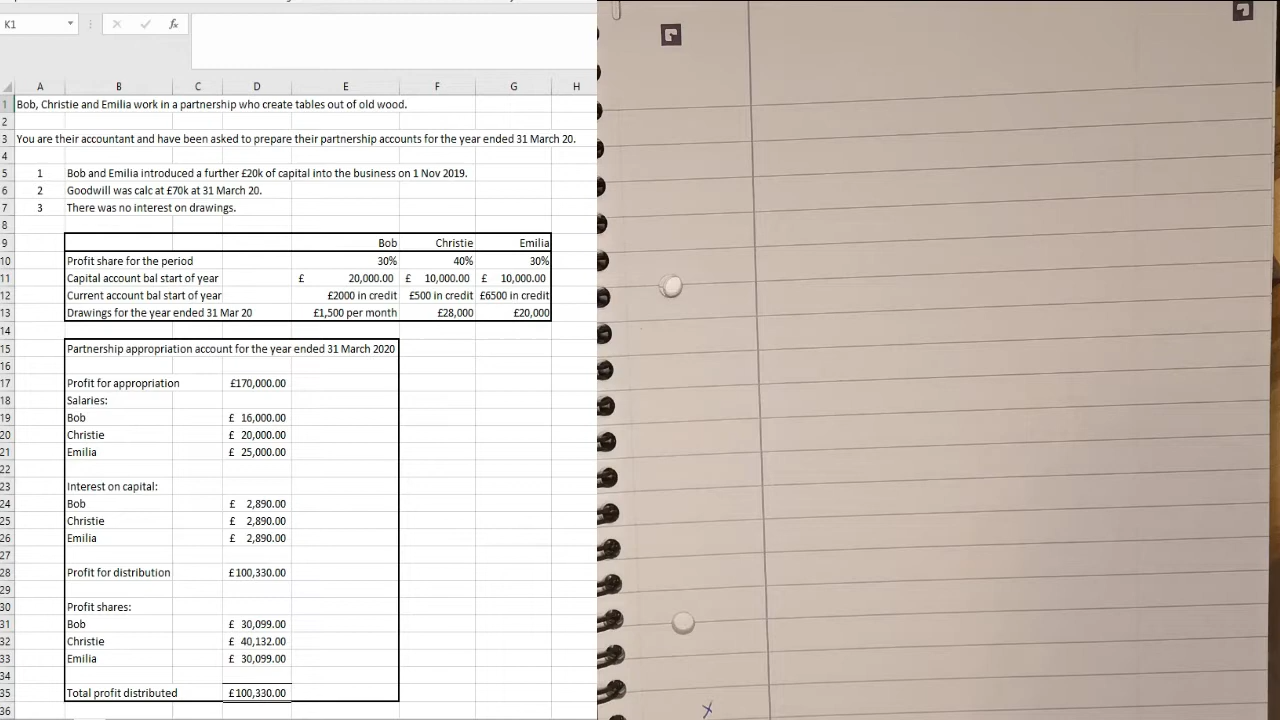 K1
fx
A B C D E F G H
1 Bob, Christie and Emilia work in a partnership who create tables out of old wood.
2
3 You are their accountant and have been asked to prepare their partnership accounts for the year ended 31 March 20.
4
5 1 Bob and Emilia introduced a further £20k of capital into the business on 1 Nov 2019.
6 2 Goodwill was calc at £70k at 31 March 20.
7 3 There was no interest on drawings.
8
9 Bob Christie Emilia
10 Profit share for the period 30% 40% 30%
11 Capital account bal start of year £ 20,000.00 £ 10,000.00 £ 10,000.00
12 Current account bal start of year £2000 in credit £500 in credit £6500 in credit
13 Drawings for the year ended 31 Mar 20 £1,500 per month £28,000 £20,000
14
15 Partnership appropriation account for the year ended 31 March 2020
16
17 Profit for appropriation £170,000.00
18 Salaries:
19 Bob £ 16,000.00
20 Christie £ 20,000.00
21 Emilia £ 25,000.00
22
23 Interest on capital:
24 Bob £ 2,890.00
25 Christie £ 2,890.00
26 Emilia £ 2,890.00
27
28 Profit for distribution £100,330.00
29
30 Profit shares:
31 Bob £ 30,099.00
32 Christie £ 40,132.00
33 Emilia £ 30,099.00
34
35 Total profit distributed £100,330.00
36
x